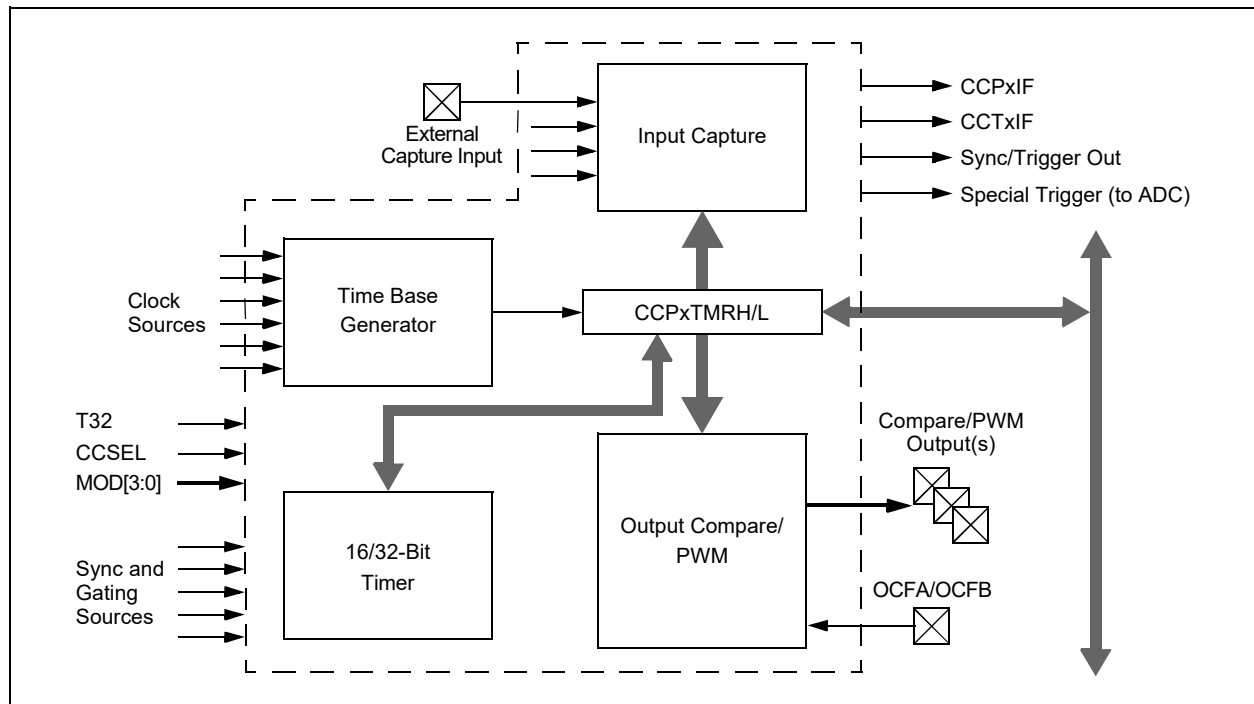 Input Capture
External
Capture Input
CCPxIF
CCTxIF
Sync/Trigger Out
Special Trigger (to ADC)
Clock
Sources
Time Base
Generator
CCPxTMRH/L
T32
CCSEL
MOD[3:0]
Sync and
Gating
Sources
16/32-Bit
Timer
Output Compare/
PWM
Compare/PWM
Output(s)
OCFA/OCFB